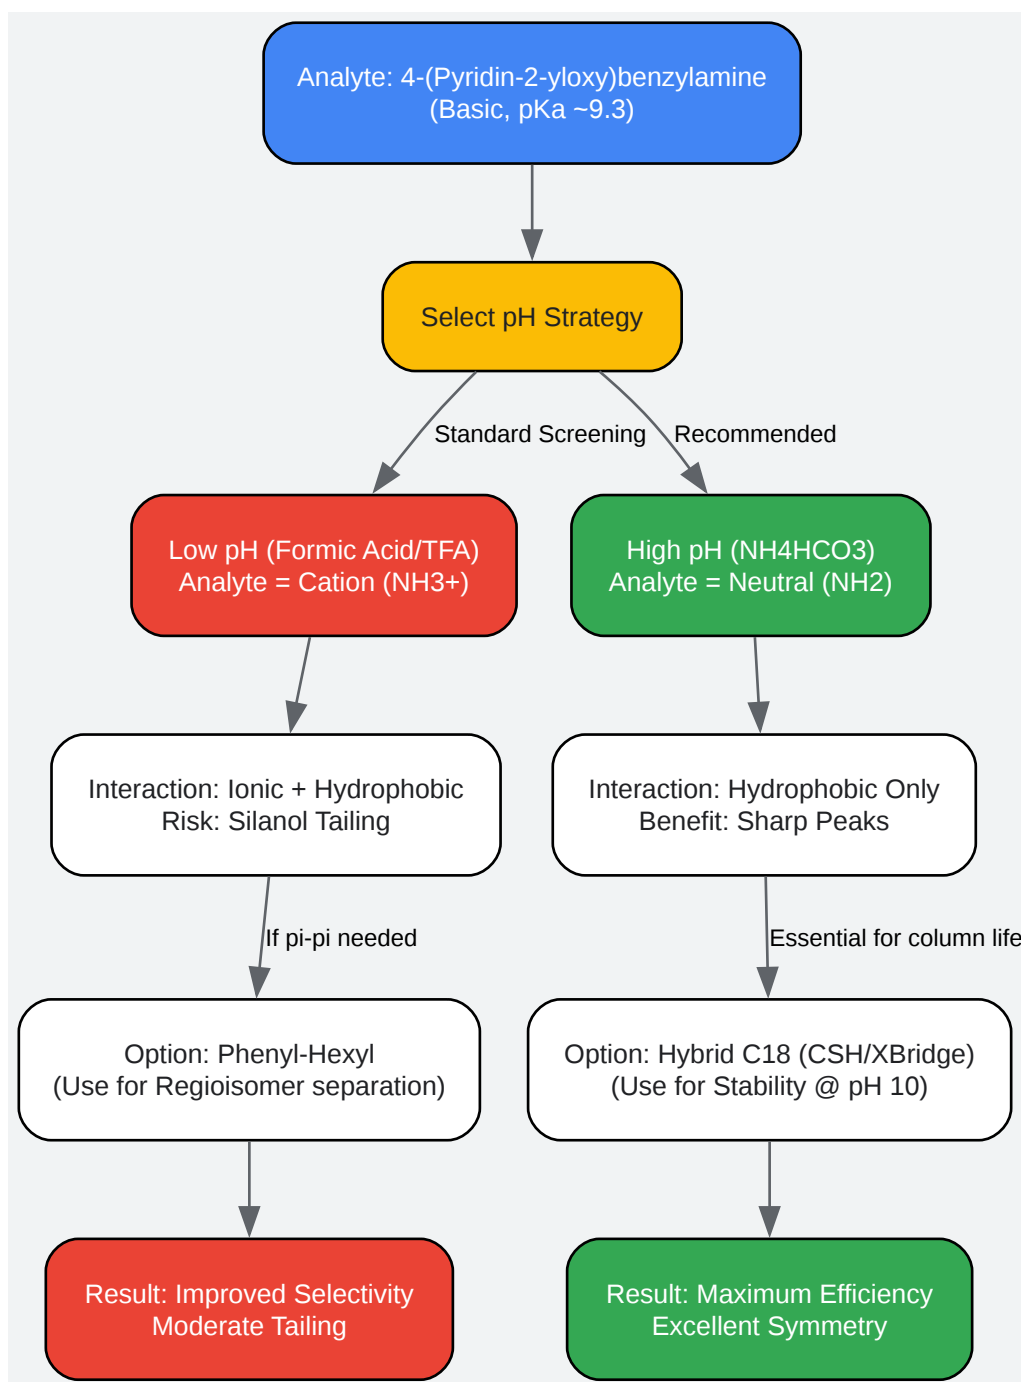 Analyte: 4-(Pyridin-2-yloxy)benzylamine
(Basic, pKa ~9.3)
Select pH Strategy
Standard Screening
Recommended
Low pH (Formic Acid/TFA)
Analyte = Cation (NH3+)
High pH (NH4HCO3)
Analyte = Neutral (NH2)
Interaction: Ionic + Hydrophobic
Risk: Silanol Tailing
Interaction: Hydrophobic Only
Benefit: Sharp Peaks
If pi-pi needed
Essential for column life
Option: Phenyl-Hexyl
(Use for Regioisomer separation)
Option: Hybrid C18 (CSH/XBridge)
(Use for Stability @ pH 10)
Result: Improved Selectivity
Moderate Tailing
Result: Maximum Efficiency
Excellent Symmetry